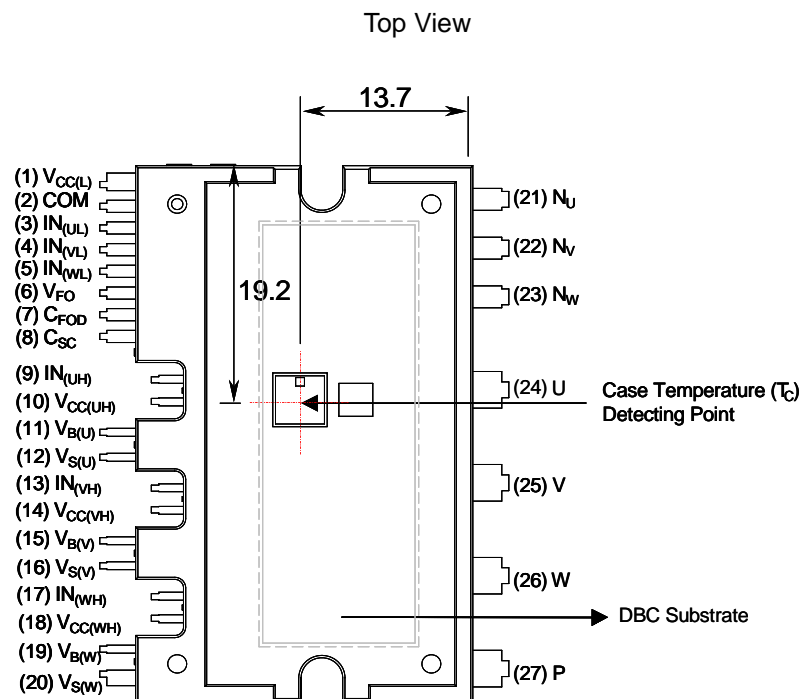 Top View
13.7
(1) VCC(L)
(2) COM
(3) IN(UL)
(4) IN(VL)
(5) IN(WL)
(6) VFO
(7) CFOD
(8) CSC
(9) IN(UH)
(10) VCC(UH)
(11) VB(U)
(12) VS(U)
(13) IN(VH)
(14) VCC(VH)
(15) VB(V)
(16) VS(V)
(17) IN(WH)
(18) VCC(WH)
(19) VB(W)
(20) VS(W)
19.2
(21) NU
(22) NV
(23) NW
(24) U
(25) V
(26) W
(27) P
Case Temperature (TC)
Detecting Point
DBC Substrate